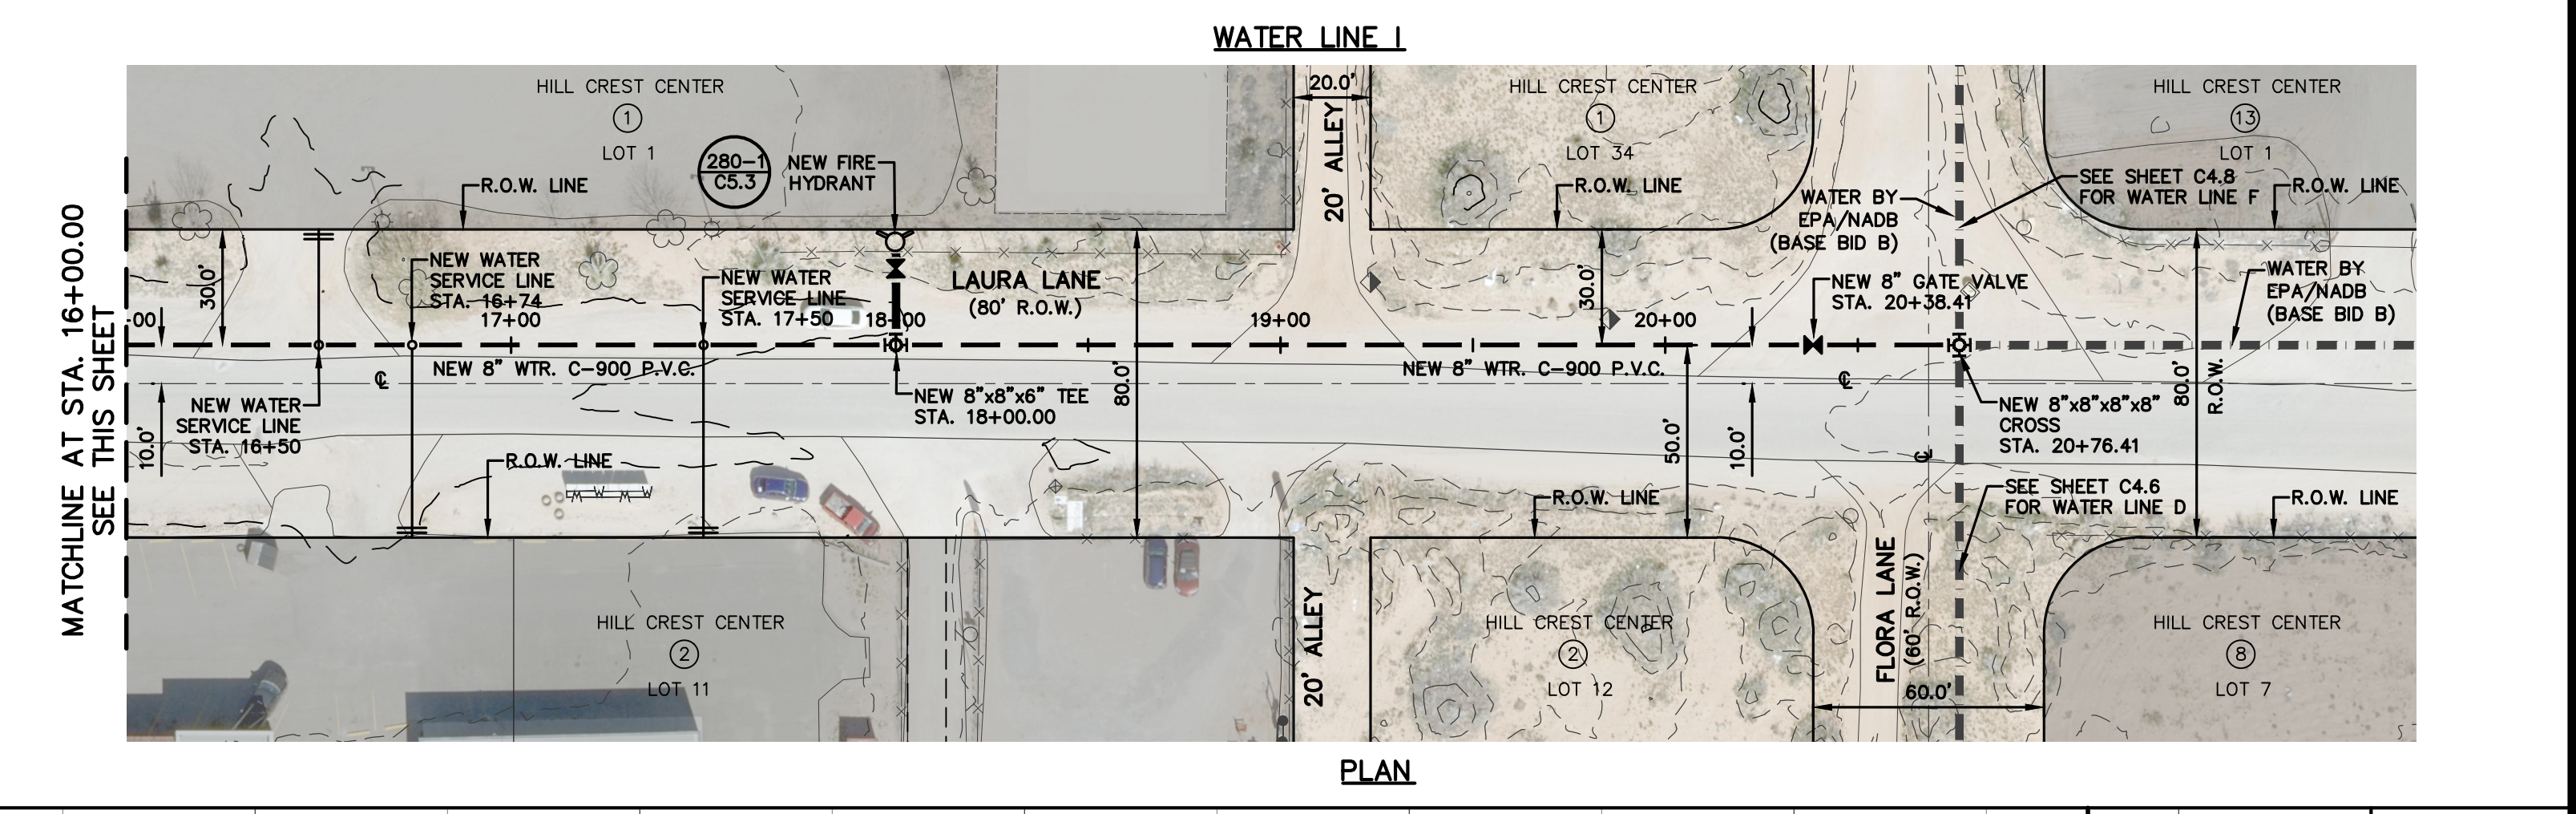 WATER LINE I
MATCHLINE AT STA. 16+00.00
SEE THIS SHEET
HILL CREST CENTER
1
LOT 1
280-1
C5.3
NEW FIRE
HYDRANT
R.O.W. LINE
20.0'
20' ALLEY
HILL CREST CENTER
1
LOT 34
R.O.W. LINE
HILL CREST CENTER
13
LOT 1
R.O.W. LINE
SEE SHEET C4.8
FOR WATER LINE F
WATER BY
EPA/NADB
(BASE BID B)
WATER BY
EPA/NADB
(BASE BID B)
30.0'
NEW WATER
SERVICE LINE
STA. 16+74
NEW WATER
SERVICE LINE
STA. 17+50
LAURA LANE
(80' R.O.W.)
30.0'
NEW 8" GATE VALVE
STA. 20+38.41
00
17+00
18+00
19+00
20+00
NEW 8" WTR. C-900 P.V.C.
NEW 8" WTR. C-900 P.V.C.
℄
℄
℄
NEW WATER
SERVICE LINE
STA. 16+50
10.0'
NEW 8"x8"x6" TEE
STA. 18+00.00
80.0'
50.0'
10.0'
80.0'
R.O.W.
NEW 8"x8"x8"x8"
CROSS
STA. 20+76.41
R.O.W. LINE
R.O.W. LINE
SEE SHEET C4.6
FOR WATER LINE D
R.O.W. LINE
HILL CREST CENTER
2
LOT 11
20' ALLEY
HILL CREST CENTER
2
LOT 12
FLORA LANE
(60' R.O.W.)
60.0'
HILL CREST CENTER
8
LOT 7
PLAN